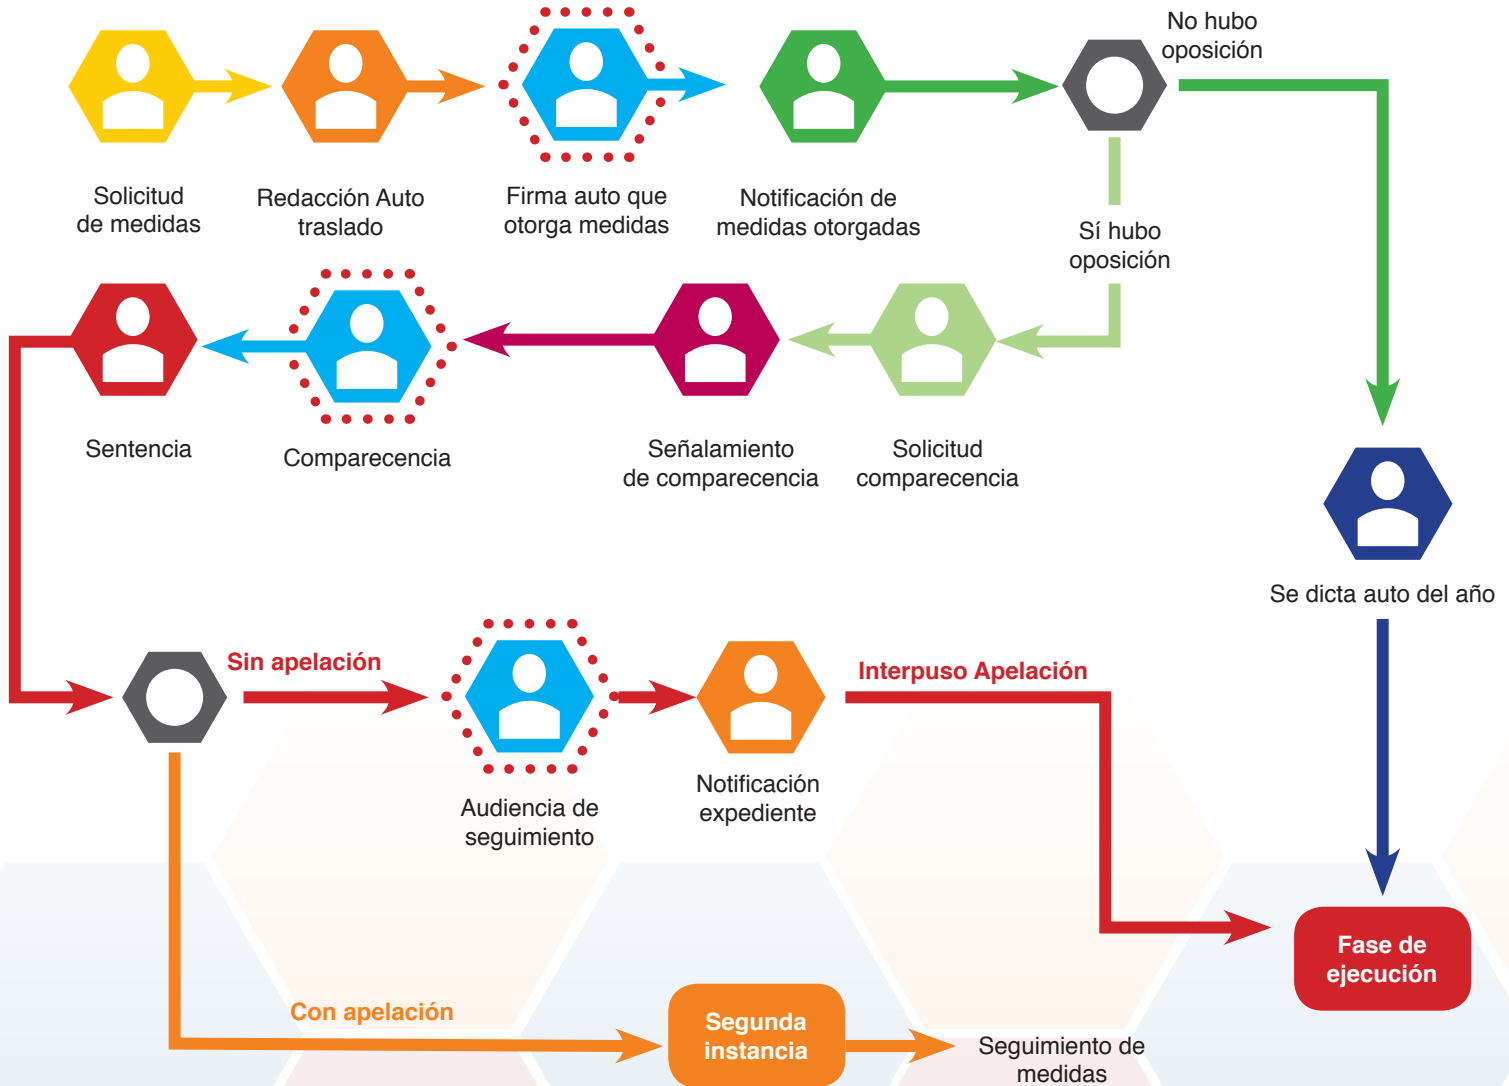 No hubo
oposición
Solicitud
de medidas
Redacción Auto
traslado
Firma auto que
otorga medidas
Notificación de
medidas otorgadas
Sí hubo
oposición
Sentencia
Comparecencia
Señalamiento
de comparecencia
Solicitud
comparecencia
Se dicta auto del año
Sin apelación
Interpuso Apelación
Audiencia de
seguimiento
Notificación
expediente
Fase de
ejecución
Con apelación
Segunda
instancia
Seguimiento de
medidas